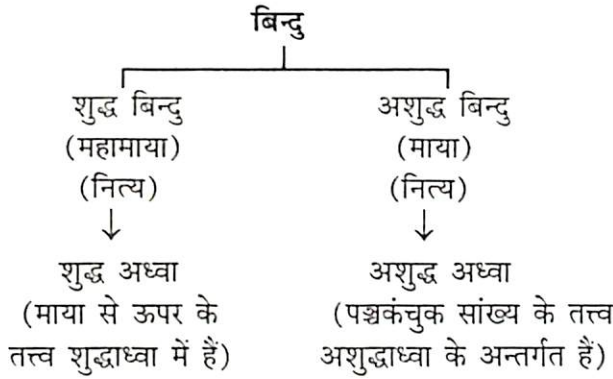 बिन्दु
शुद्ध बिन्दु
(महामाया)
(नित्य)
शुद्ध अध्वा
(माया से ऊपर के
तत्त्व शुद्धाध्वा में हैं)
अशुद्ध बिन्दु
(माया)
(नित्य)
अशुद्ध अध्वा
(पञ्चकंचुक सांख्य के तत्त्व
अशुद्धाध्वा के अन्तर्गत हैं)